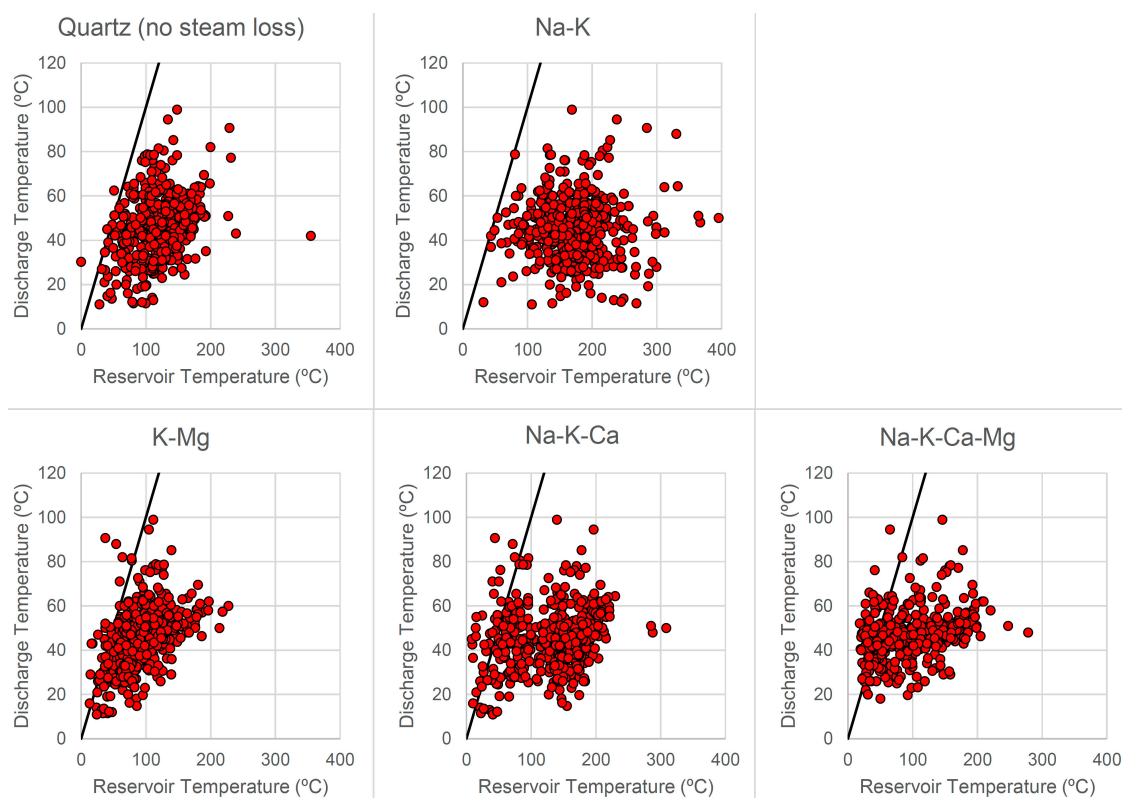 Quartz (no steam loss)
Discharge Temperature (ºC)
120
100
80
60
40
20
0
0 100 200 300 400
Reservoir Temperature (ºC)
Na-K
Discharge Temperature (ºC)
120
100
80
60
40
20
0
0 100 200 300 400
Reservoir Temperature (ºC)
K-Mg
Discharge Temperature (ºC)
120
100
80
60
40
20
0
0 100 200 300 400
Reservoir Temperature (ºC)
Na-K-Ca
Discharge Temperature (ºC)
120
100
80
60
40
20
0
0 100 200 300 400
Reservoir Temperature (ºC)
Na-K-Ca-Mg
Discharge Temperature (ºC)
120
100
80
60
40
20
0
0 100 200 300 400
Reservoir Temperature (ºC)